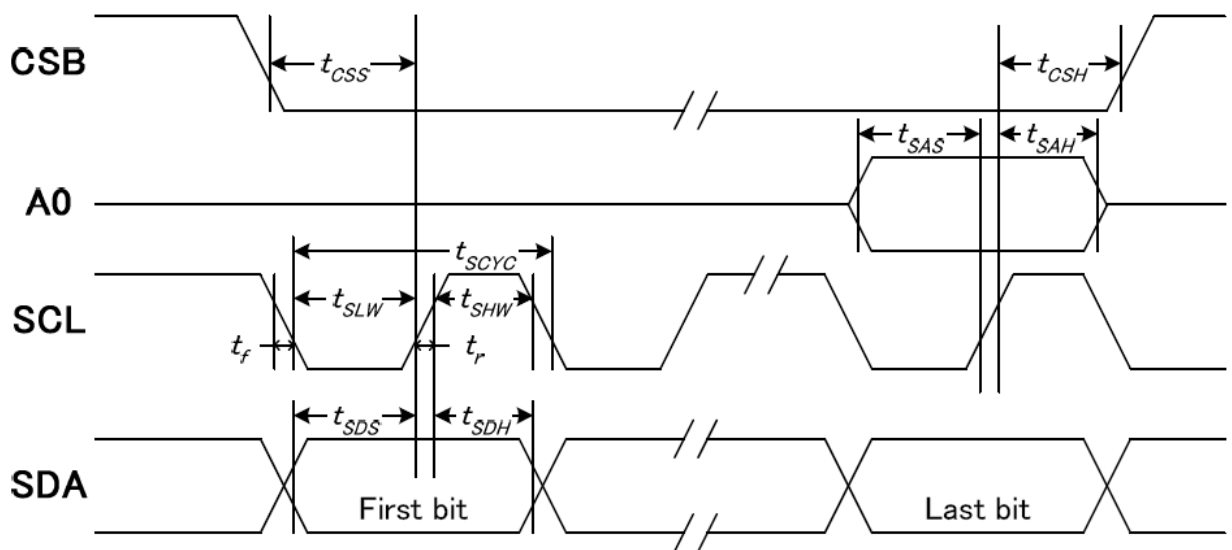 CSB
tCSS
tCSH
A0
tSAS
tSAH
SCL
tSCYC
tSLW
tSHW
tf
tr
SDA
tSDS
tSDH
First bit
Last bit